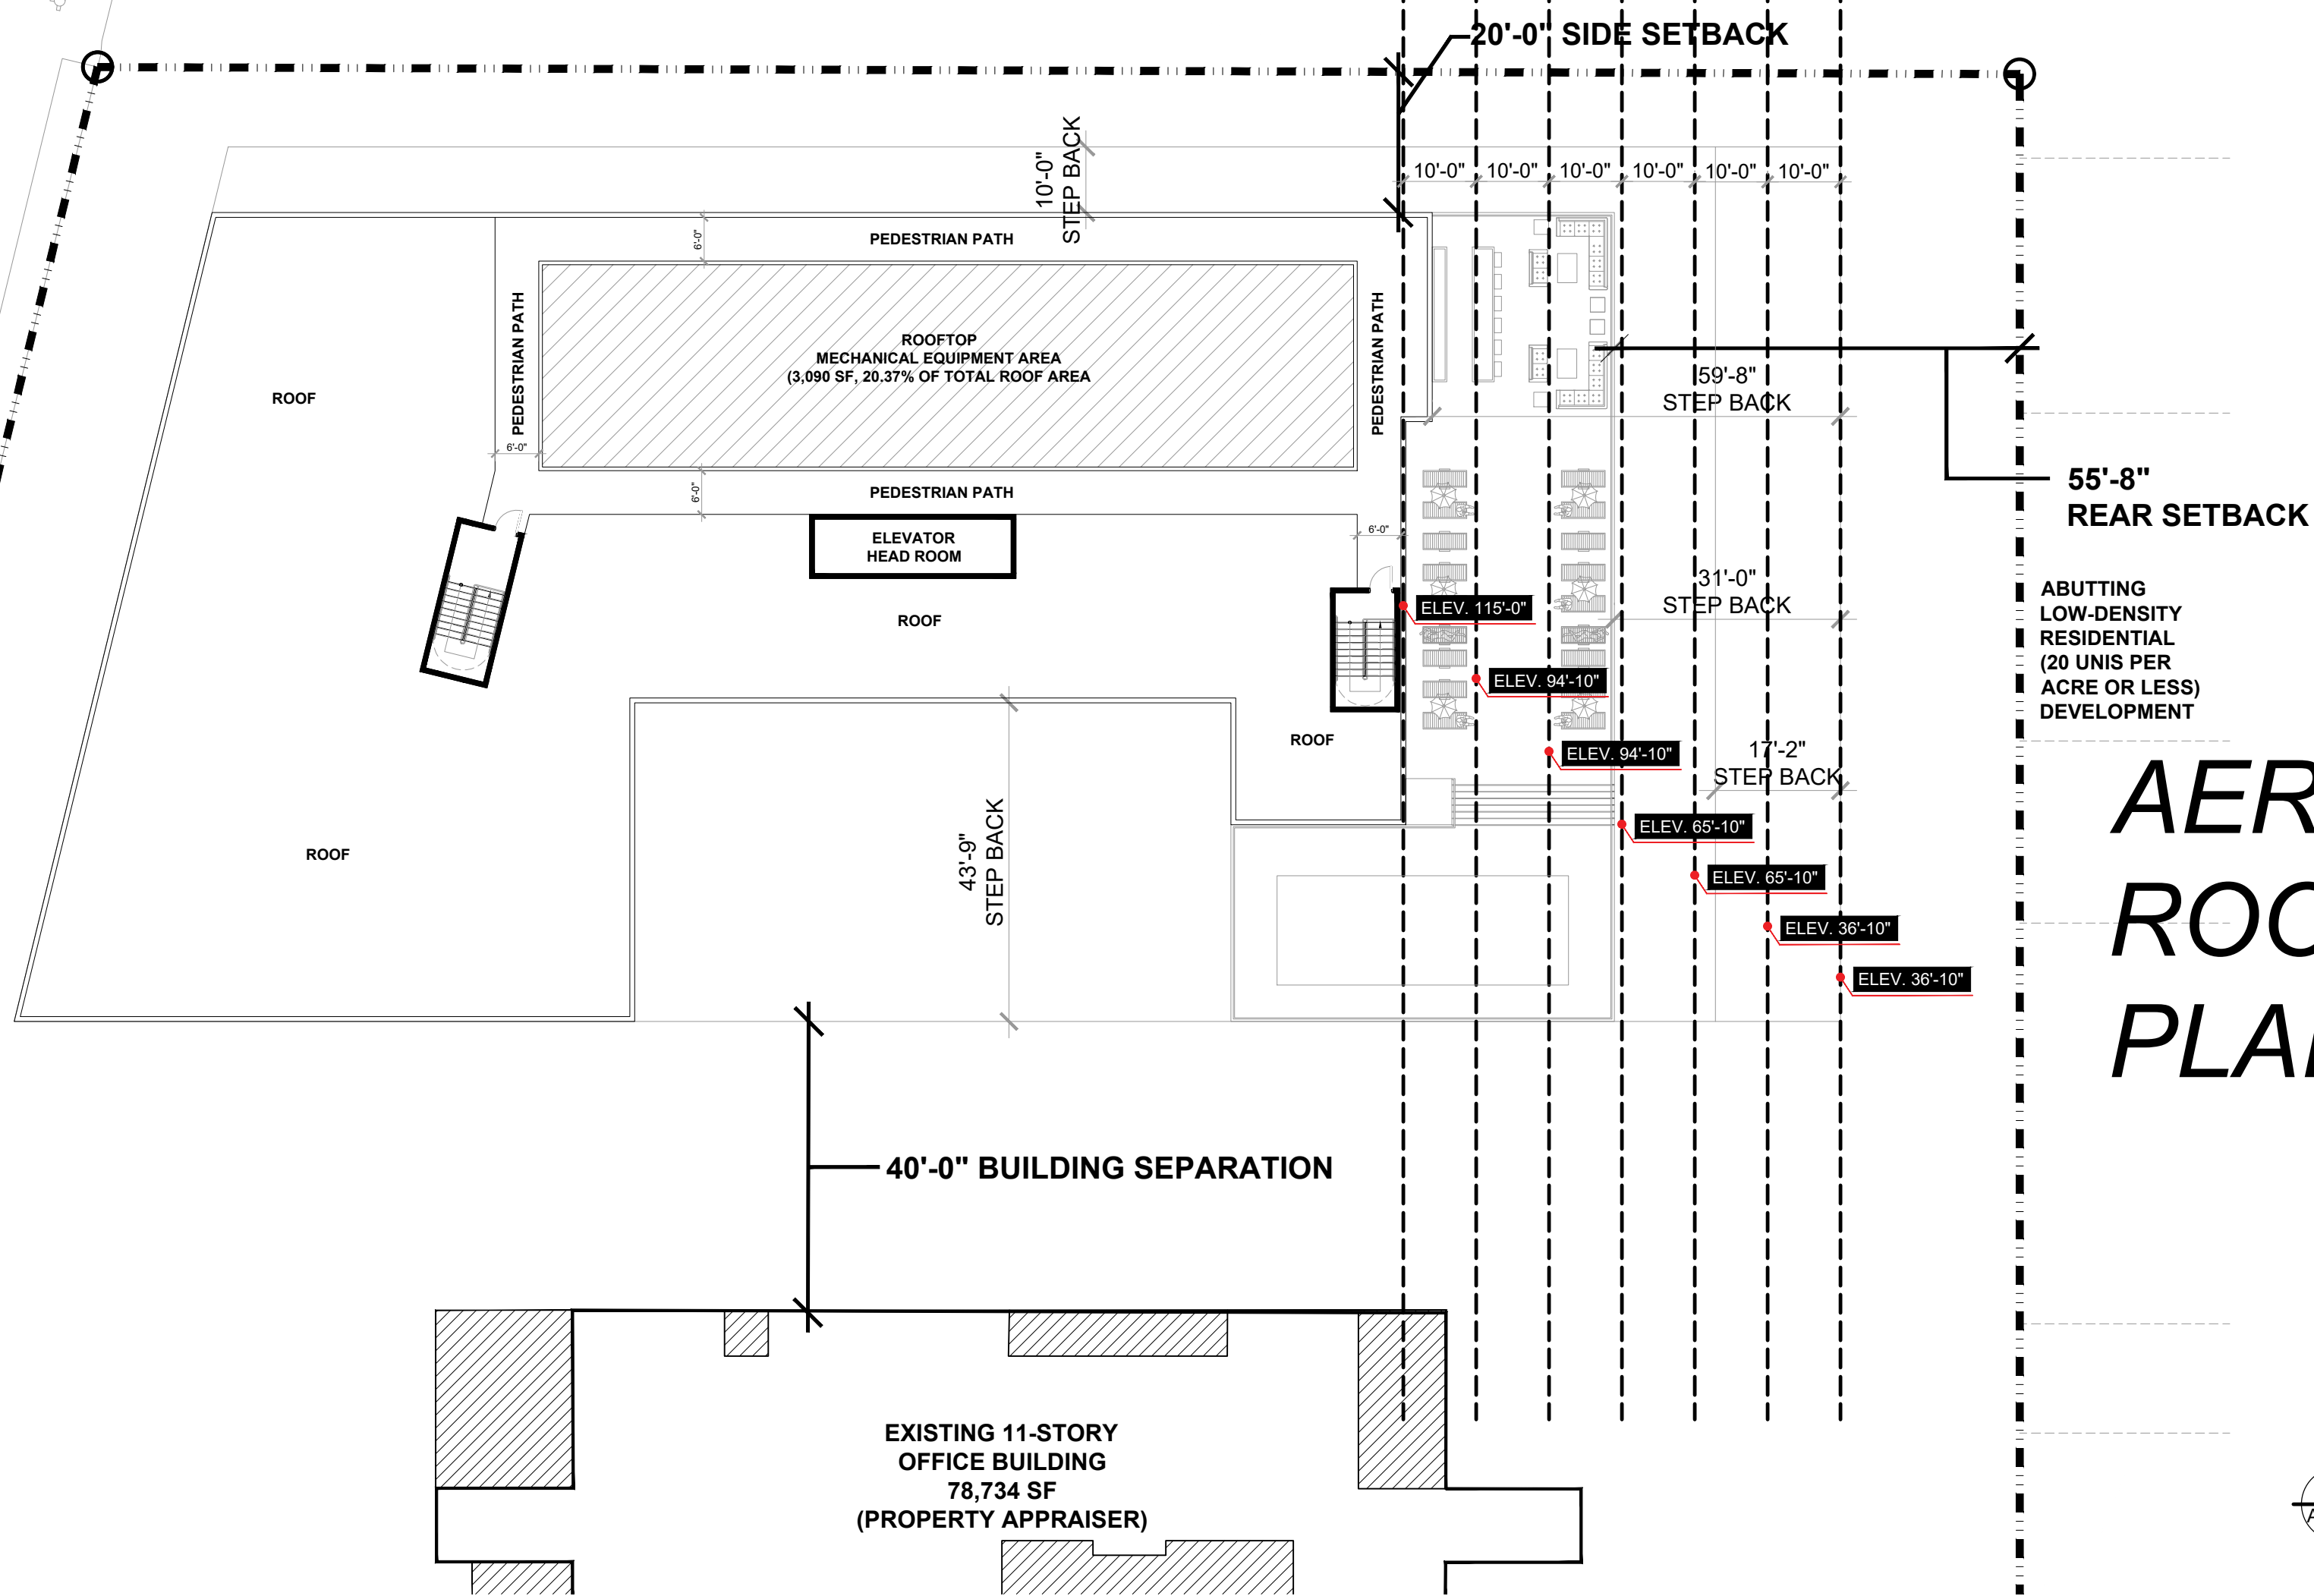 20'-0" SIDE SETBACK
10'-0"
STEP BACK
10'-0" 10'-0" 10'-0" 10'-0" 10'-0" 10'-0"
6'-0"
PEDESTRIAN PATH
PEDESTRIAN PATH
PEDESTRIAN PATH
ROOFTOP
MECHANICAL EQUIPMENT AREA
(3,090 SF, 20.37% OF TOTAL ROOF AREA
ROOF
59'-8"
STEP BACK
6'-0"
6'-0"
PEDESTRIAN PATH
55'-8"
REAR SETBACK
ELEVATOR
HEAD ROOM
6'-0"
31'-0"
STEP BACK
ABUTTING
LOW-DENSITY
RESIDENTIAL
(20 UNIS PER
ACRE OR LESS)
DEVELOPMENT
ELEV. 115'-0"
ROOF
ELEV. 94'-10"
ROOF
ELEV. 94'-10"
17'-2"
STEP BACK
AER
ROO
PLA
ELEV. 65'-10"
43'-9"
STEP BACK
ROOF
ELEV. 65'-10"
ELEV. 36'-10"
ELEV. 36'-10"
40'-0" BUILDING SEPARATION
EXISTING 11-STORY
OFFICE BUILDING
78,734 SF
(PROPERTY APPRAISER)